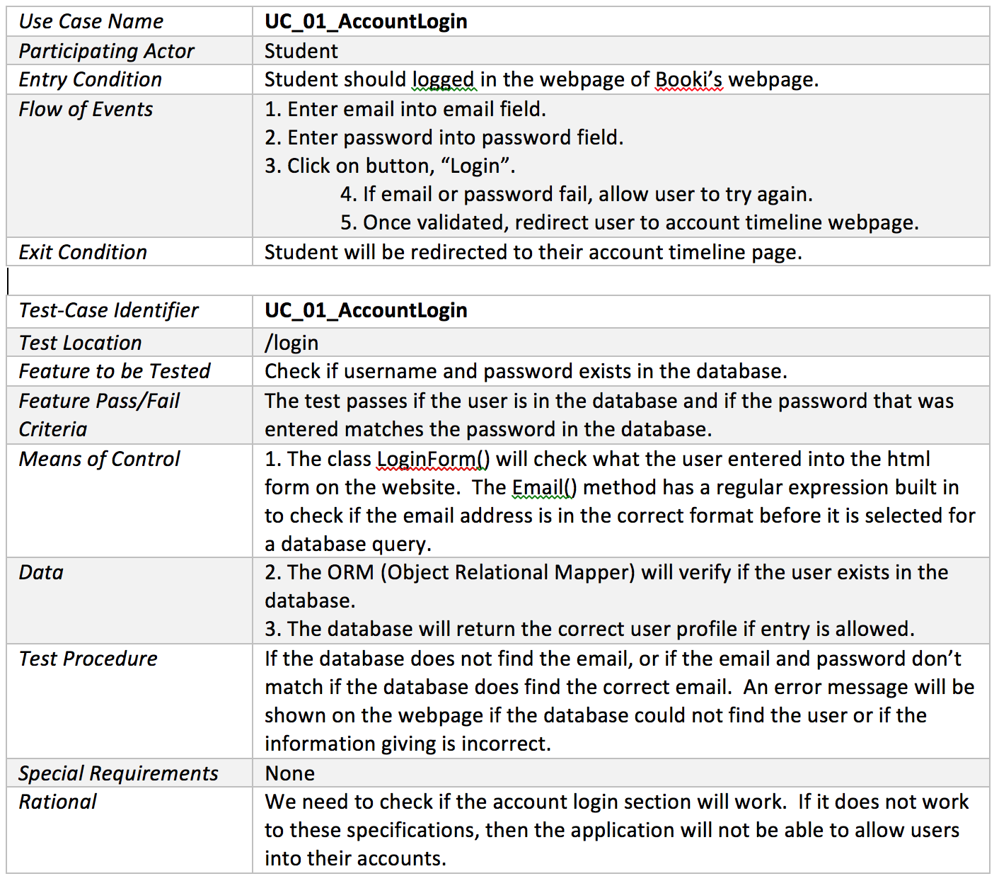 Use Case Name UC_01_AccountLogin
Participating Actor Student
Entry Condition Student should logged in the webpage of Booki’s webpage.
Flow of Events 1. Enter email into email field.
2. Enter password into password field.
3. Click on button, “Login”.
4. If email or password fail, allow user to try again.
5. Once validated, redirect user to account timeline webpage.
Exit Condition Student will be redirected to their account timeline page.
Test-Case Identifier UC_01_AccountLogin
Test Location /login
Feature to be Tested Check if username and password exists in the database.
Feature Pass/Fail The test passes if the user is in the database and if the password that was
Criteria entered matches the password in the database.
Means of Control 1. The class LoginForm() will check what the user entered into the html
form on the website.  The Email() method has a regular expression built in
to check if the email address is in the correct format before it is selected for
a database query.
Data 2. The ORM (Object Relational Mapper) will verify if the user exists in the
database.
3. The database will return the correct user profile if entry is allowed.
Test Procedure If the database does not find the email, or if the email and password don’t
match if the database does find the correct email.  An error message will be
shown on the webpage if the database could not find the user or if the
information giving is incorrect.
Special Requirements None
Rational We need to check if the account login section will work.  If it does not work
to these specifications, then the application will not be able to allow users
into their accounts.